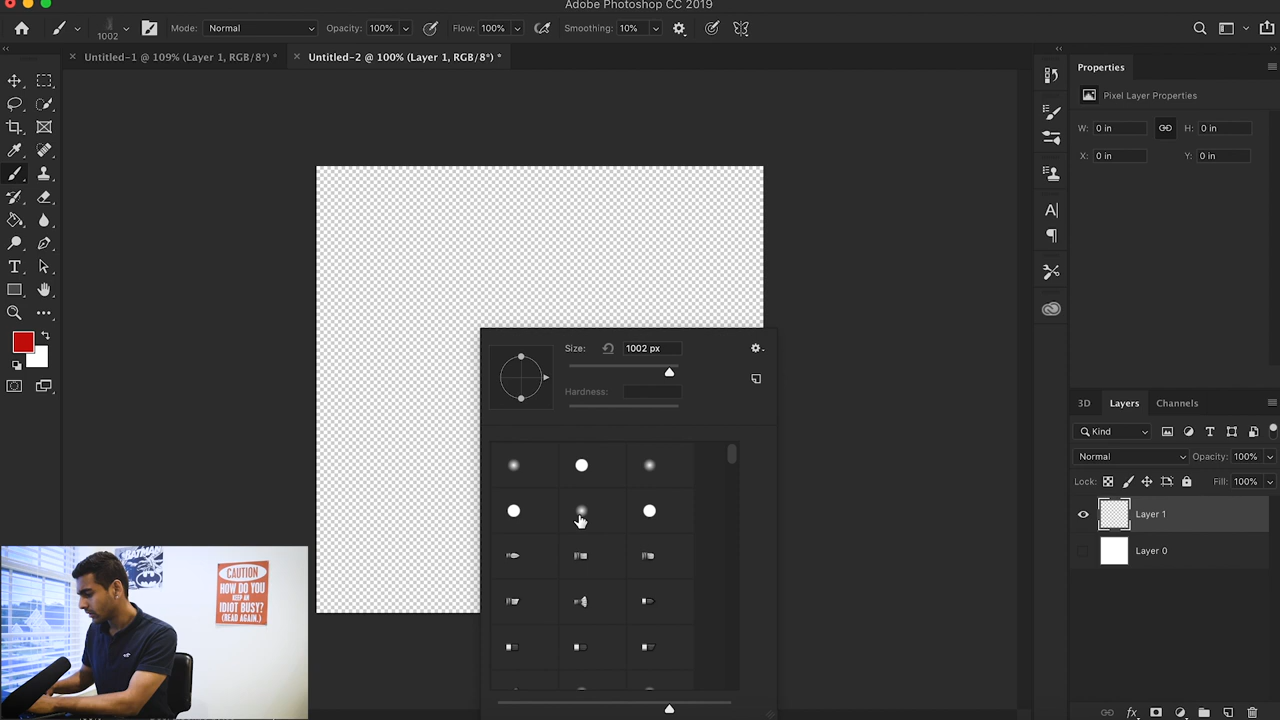 Adobe Photoshop CC 2019
1002
Mode: Normal
Opacity: 100%
Flow: 100%
Smoothing: 10%
Untitled-1 @ 109% (Layer 1, RGB/8*) *
Untitled-2 @ 100% (Layer 1, RGB/8*) *
Properties
Pixel Layer Properties
W: 0 in
H: 0 in
X: 0 in
Y: 0 in
Size: 1002 px
Hardness:
3D
Layers
Channels
Kind
Normal
Opacity: 100%
Lock:
Fill: 100%
Layer 1
Layer 0
BATMAN
CAUTION
HOW DO YOU
KEEP AN
IDIOT BUSY?
(READ AGAIN.)